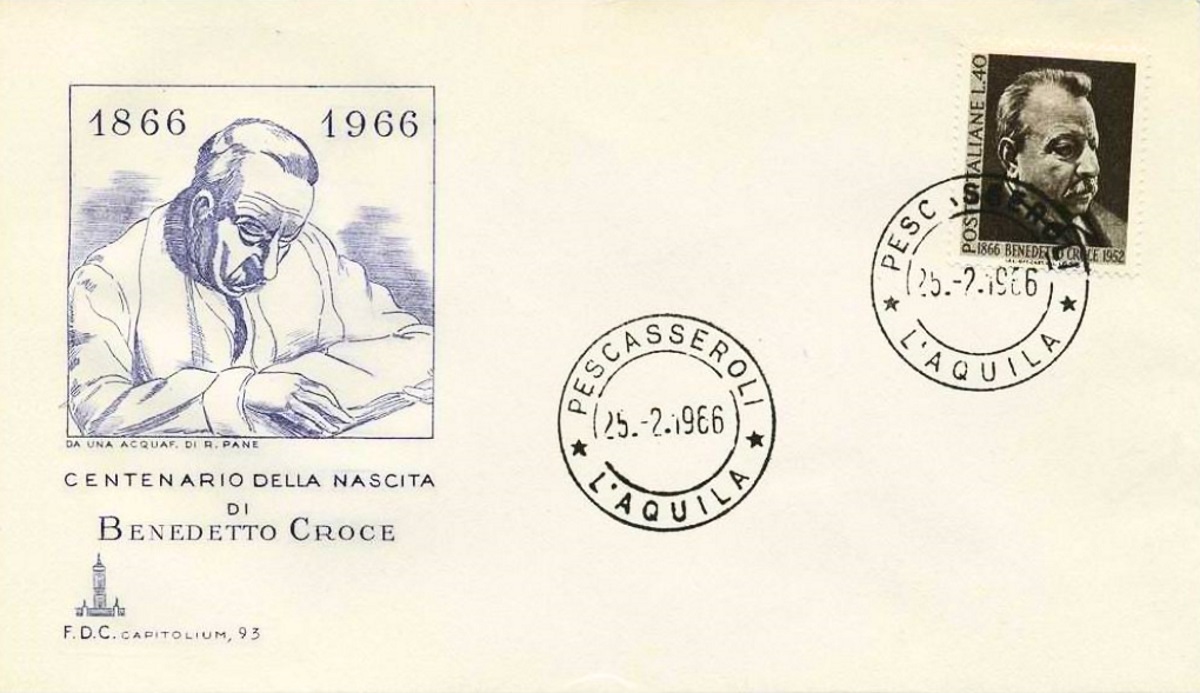 1866 1966
DA UNA ACQUAF. DI R. PANE
CENTENARIO DELLA NASCITA
DI
BENEDETTO CROCE
F.D.C. CAPITOLIUM, 93
PESCASSEROLI
25.-2.1966
L'AQUILA
POSTE ITALIANE L.40
1866 BENEDETTO CROCE 1952
PESCASSEROLI
25.-2.1966
L'AQUILA